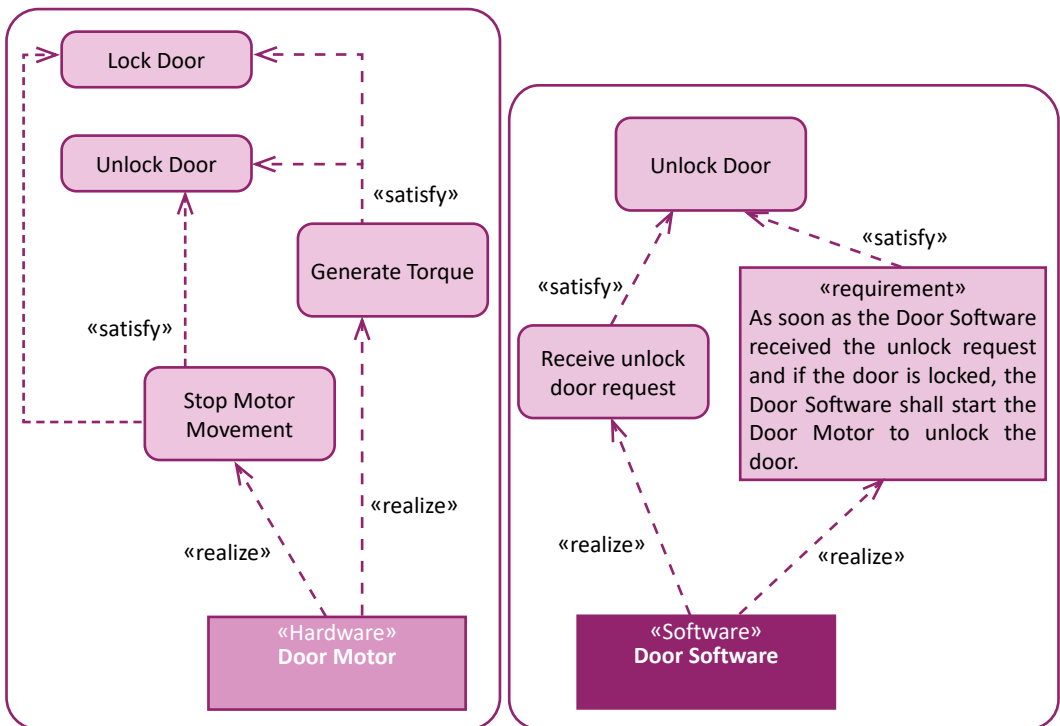 Lock Door
Unlock Door
«satisfy»
Generate Torque
«satisfy»
Stop Motor
Movement
«realize»
«realize»
«Hardware»
Door Motor
Unlock Door
«satisfy»
«satisfy»
Receive unlock
door request
«requirement»
As soon as the Door Software
received the unlock request
and if the door is locked, the
Door Software shall start the
Door Motor to unlock the
door.
«realize»
«realize»
«Software»
Door Software